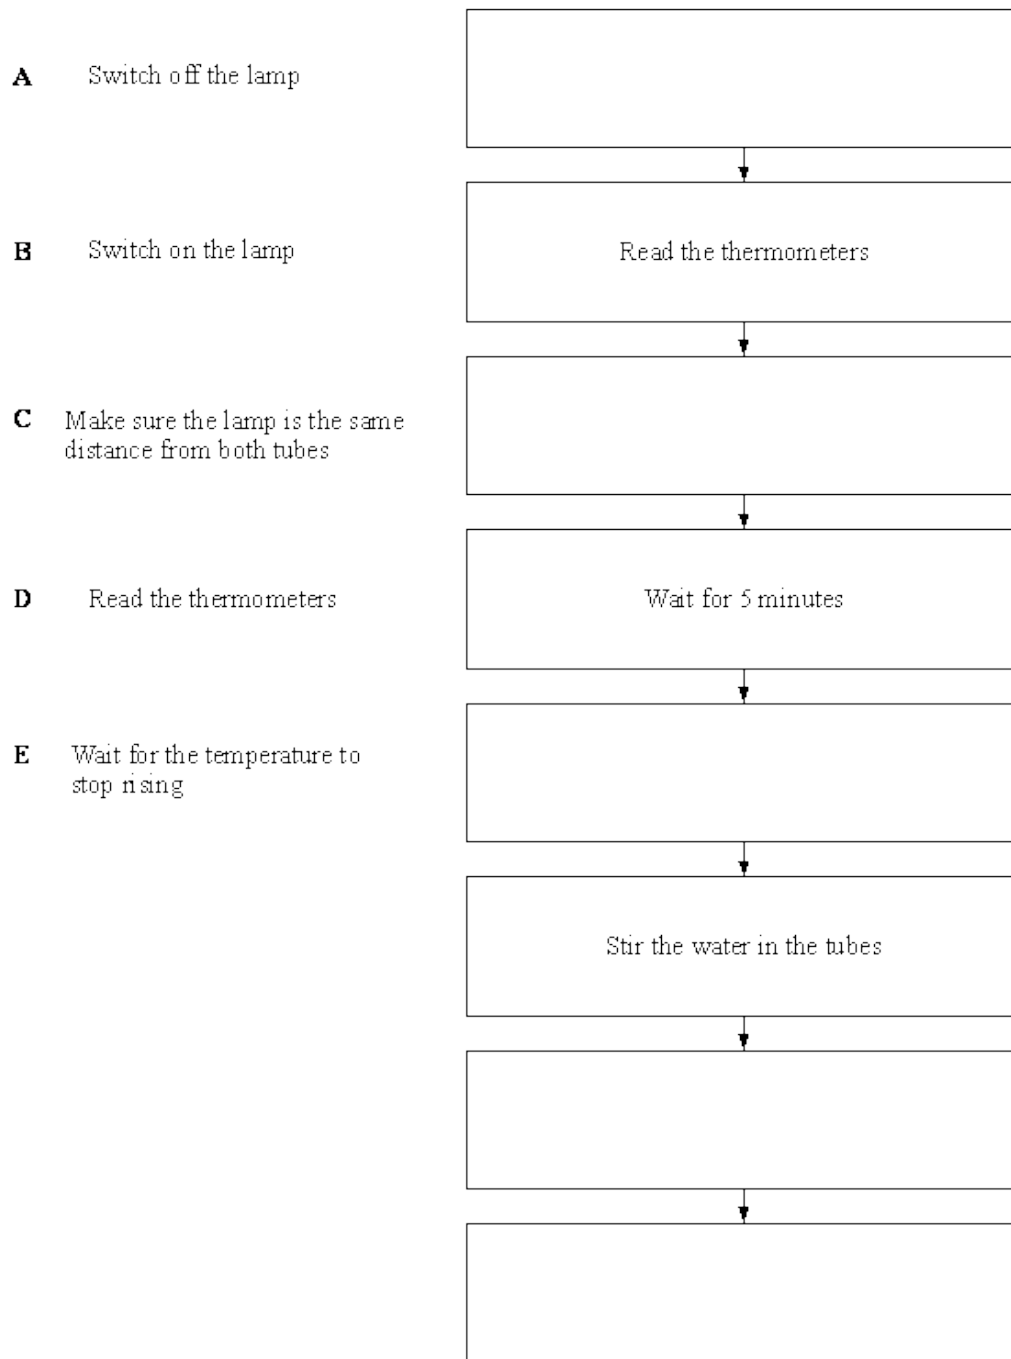 A Switch off the lamp
B Switch on the lamp
Read the thermometers
C Make sure the lamp is the same
distance from both tubes
D Read the thermometers
Wait for 5 minutes
E Wait for the temperature to
stop rising
Stir the water in the tubes